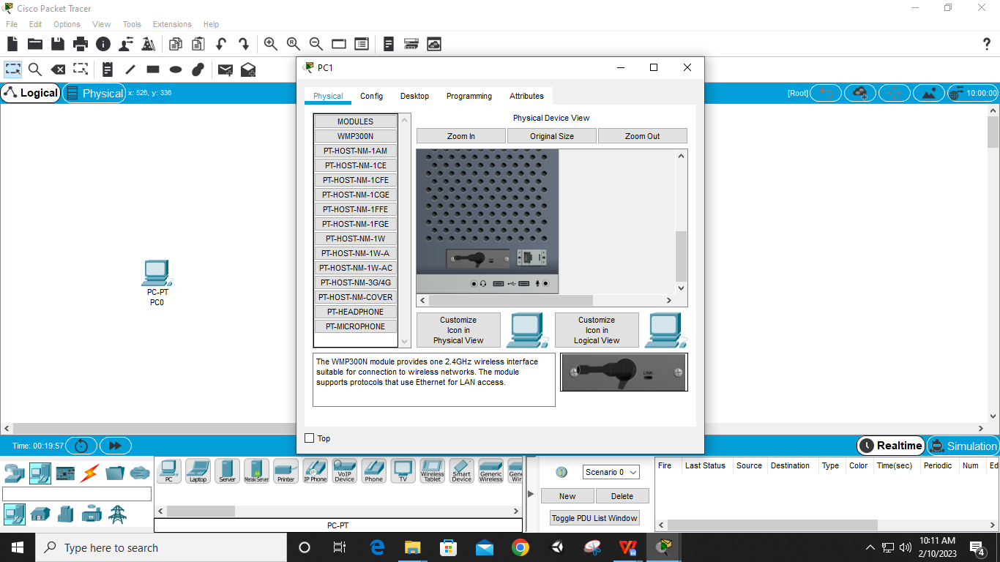 Cisco Packet Tracer
File Edit Options View Tools Extensions Help
PC1
Logical
Physical
x: 526, y: 336
[Root]
10:00:00
Physical Config Desktop Programming Attributes
MODULES
WMP300N
PT-HOST-NM-1AM
PT-HOST-NM-1CE
PT-HOST-NM-1CFE
PT-HOST-NM-1CGE
PT-HOST-NM-1FFE
PT-HOST-NM-1FGE
PT-HOST-NM-1W
PT-HOST-NM-1W-A
PT-HOST-NM-1W-AC
PT-HOST-NM-3G/4G
PT-HOST-NM-COVER
PT-HEADPHONE
PT-MICROPHONE
Physical Device View
Zoom In Original Size Zoom Out
Customize
Icon in
Physical View
Customize
Icon in
Logical View
The WMP300N module provides one 2.4GHz wireless interface
suitable for connection to wireless networks. The module
supports protocols that use Ethernet for LAN access.
LINK
Top
PC-PT
PC0
Time: 00:19:57
Realtime
Simulation
PC
Laptop
Server
Meraki Server
Printer
IP Phone
VoIP
Device
Phone
TV
Wireless
Tablet
Smart
Device
Generic
Wireless
Gene
Wir
PC-PT
Scenario 0
New
Delete
Toggle PDU List Window
Fire Last Status Source Destination Type Color Time(sec) Periodic Num Ed
Type here to search
10:11 AM
2/10/2023
4